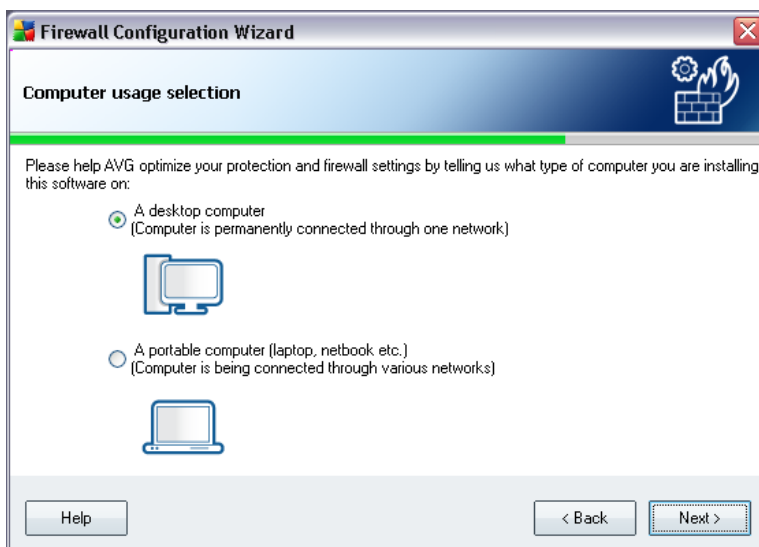 Firewall Configuration Wizard
Computer usage selection
Please help AVG optimize your protection and firewall settings by telling us what type of computer you are installing
this software on:
A desktop computer
(Computer is permanently connected through one network)
A portable computer (laptop, netbook etc.)
(Computer is being connected through various networks)
Help
< Back
Next >